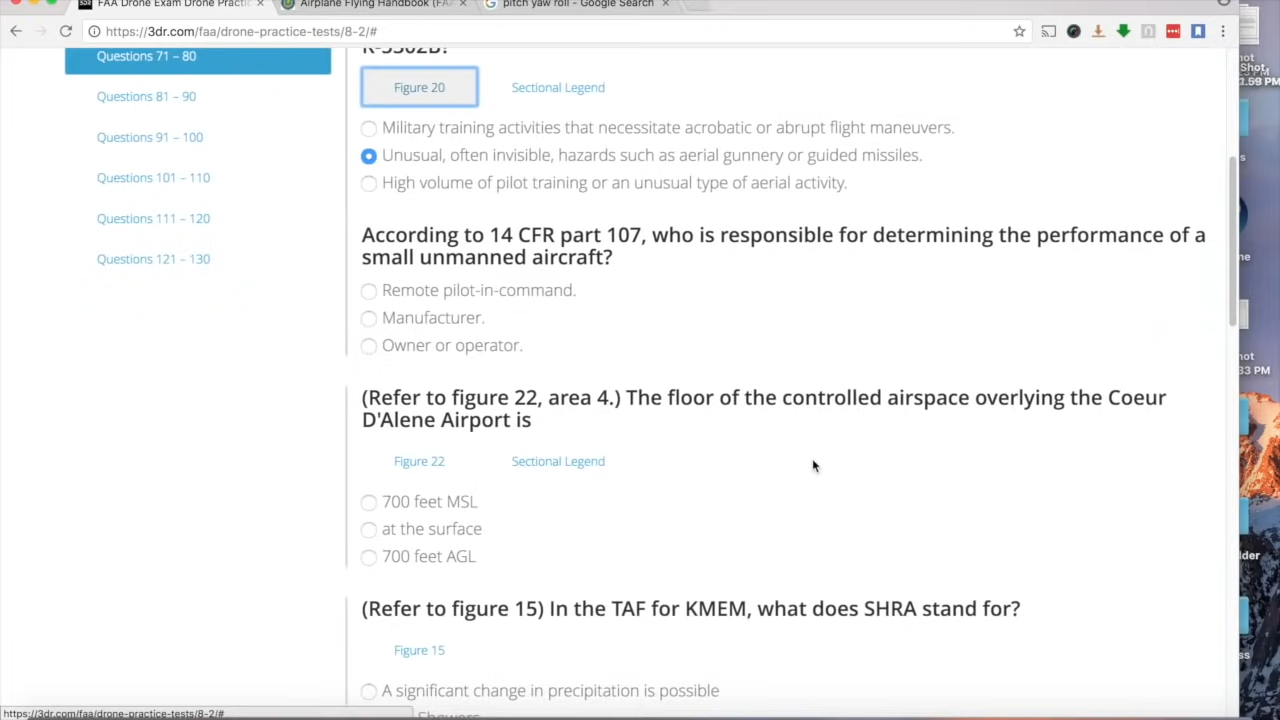 FAA Drone Exam Drone Practic
Airplane Flying Handbook (FAA
pitch yaw roll - Google Search
https://3dr.com/faa/drone-practice-tests/8-2/#
Questions 71 – 80
Questions 81 – 90
Questions 91 – 100
Questions 101 – 110
Questions 111 – 120
Questions 121 – 130
Figure 20
Sectional Legend
Military training activities that necessitate acrobatic or abrupt flight maneuvers.
Unusual, often invisible, hazards such as aerial gunnery or guided missiles.
High volume of pilot training or an unusual type of aerial activity.
According to 14 CFR part 107, who is responsible for determining the performance of a
small unmanned aircraft?
Remote pilot-in-command.
Manufacturer.
Owner or operator.
(Refer to figure 22, area 4.) The floor of the controlled airspace overlying the Coeur
D'Alene Airport is
Figure 22
Sectional Legend
700 feet MSL
at the surface
700 feet AGL
(Refer to figure 15) In the TAF for KMEM, what does SHRA stand for?
Figure 15
A significant change in precipitation is possible
Showers
https://3dr.com/faa/drone-practice-tests/8-2/#